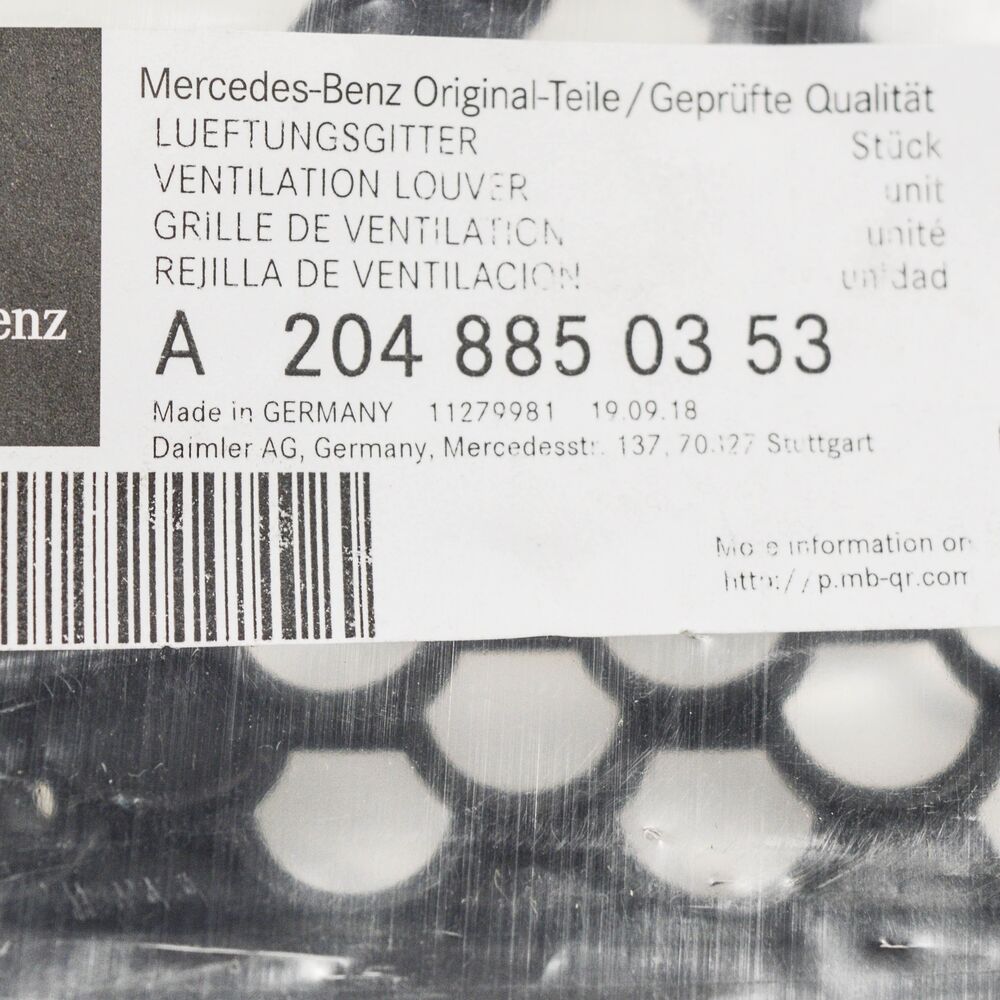 Mercedes-Benz Original-Teile/Geprüfte Qualität
LUEFTUNGSGITTER Stück
VENTILATION LOUVER unit
GRILLE DE VENTILATION unité
REJILLA DE VENTILACION unidad
enz
A 204 885 03 53
Made in GERMANY 11279981 19.09.18
Daimler AG, Germany, Mercedesstr. 137, 70327 Stuttgart
More information on
http://p.mb-qr.com